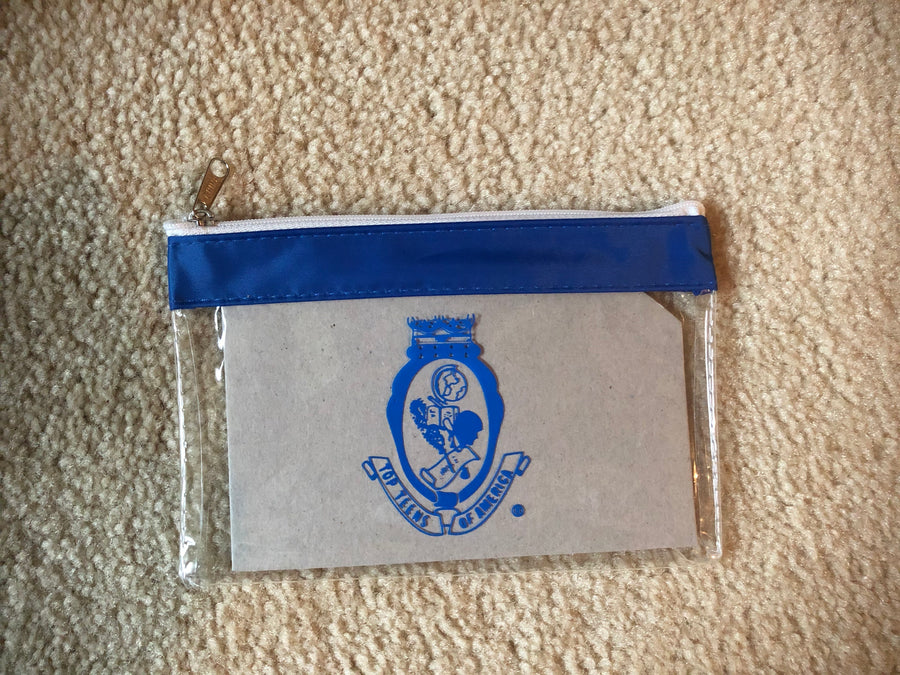 TOP TEENS OF AMERICA
®